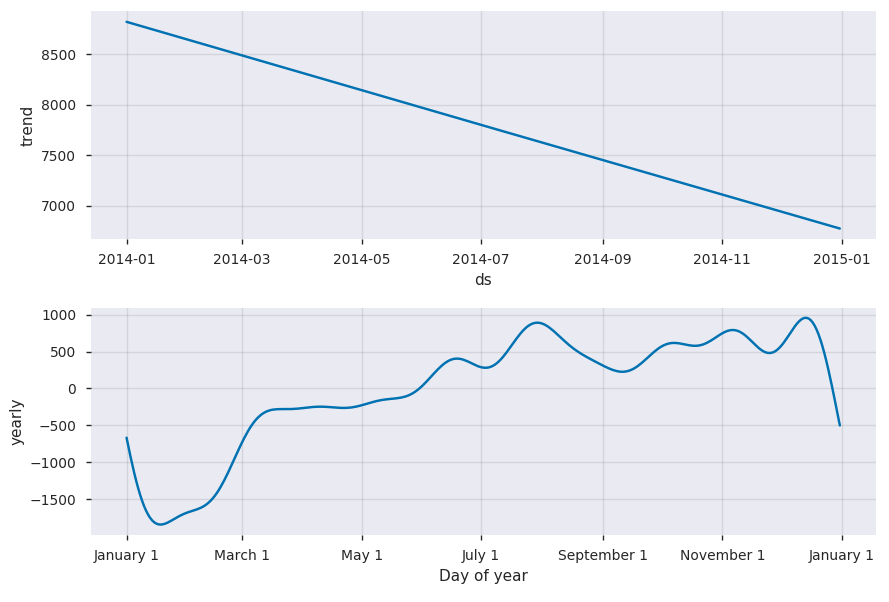 trend
8500
8000
7500
7000
2014-01 2014-03 2014-05 2014-07 2014-09 2014-11 2015-01
ds
yearly
1000
500
0
−500
−1000
−1500
January 1 March 1 May 1 July 1 September 1 November 1 January 1
Day of year